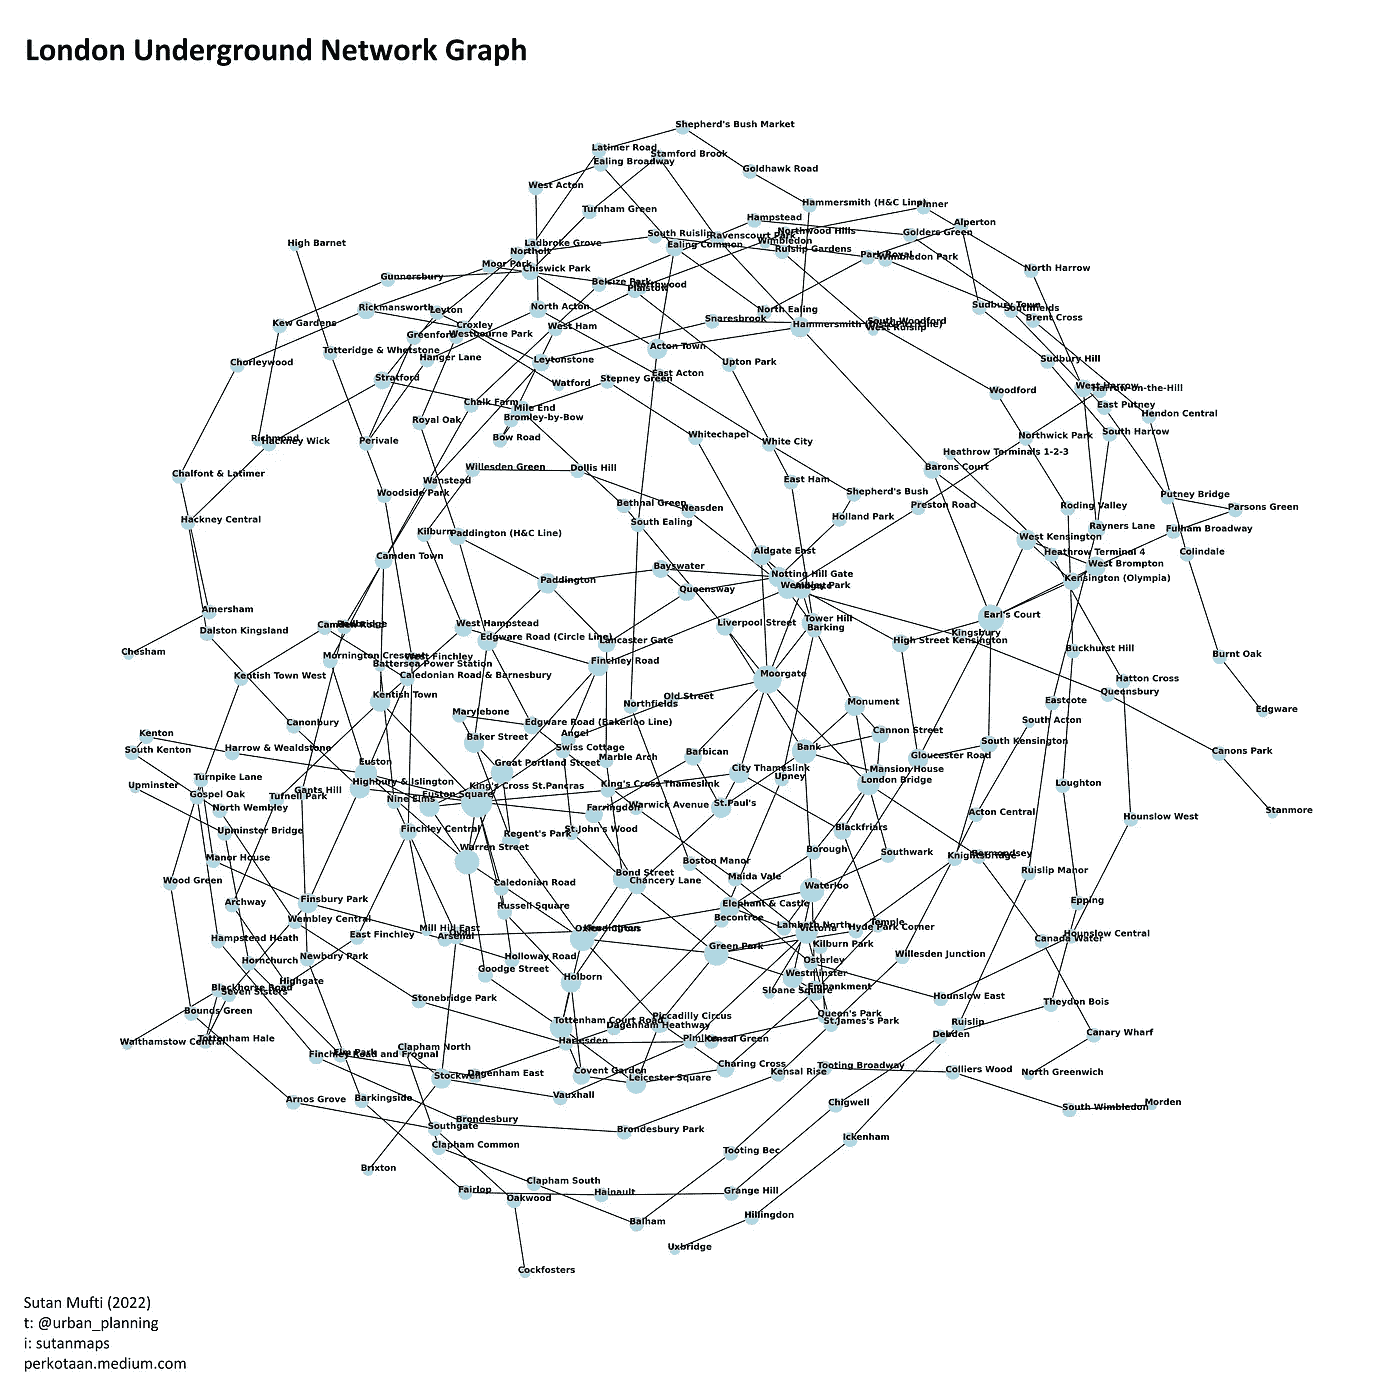 London Underground Network Graph
Shepherd's Bush Market
Latimer Road
Stamford Brook
Ealing Broadway
Goldhawk Road
West Acton
Hammersmith (H&C Line)
Pinner
Turnham Green
Hampstead
Alperton
Northwood Hills
Golders Green
South Ruislip
Ravenscourt Park
Wimbledon
High Barnet
Ladbroke Grove
Ealing Common
Northolt
Ruislip Gardens
Park Royal
Wimbledon Park
Moor Park
Chiswick Park
North Harrow
Gunnersbury
Belsize Park
Plaistow
Rickmansworth
Leyton
North Acton
North Ealing
Sudbury Town
Southfields
Brent Cross
Kew Gardens
Croxley
West Ham
Snaresbrook
South Woodford
West Ruislip
Greenford
Westbourne Park
Totteridge & Whetstone
Hanger Lane
Acton Town
Chorleywood
Leytonstone
Upton Park
Sudbury Hill
Stratford
Watford
Stepney Green
East Acton
West Harrow
Harrow-on-the-Hill
Woodford
Chalk Farm
Mile End
East Putney
Royal Oak
Bromley-by-Bow
Hendon Central
Richmond
Hackney Wick
Perivale
Bow Road
Whitechapel
White City
Northwick Park
South Harrow
Heathrow Terminals 1-2-3
Chalfont & Latimer
Willesden Green
Dollis Hill
Barons Court
Wanstead
East Ham
Woodside Park
Shepherd's Bush
Putney Bridge
Bethnal Green
Neasden
Preston Road
Roding Valley
Parsons Green
Hackney Central
South Ealing
Holland Park
Rayners Lane
Fulham Broadway
Kilburn
Paddington (H&C Line)
West Kensington
Camden Town
Aldgate East
Heathrow Terminal 4
Colindale
Bayswater
Notting Hill Gate
West Brompton
Paddington
Queensway
Wembley Park
Kensington (Olympia)
Amersham
Earl's Court
Dalston Kingsland
Camden Road
West Hampstead
Liverpool Street
Tower Hill
Barking
Kingsbury
Edgware Road (Circle Line)
Lancaster Gate
High Street Kensington
Chesham
Mornington Crescent
West Finchley
Battersea Power Station
Finchley Road
Buckhurst Hill
Burnt Oak
Kentish Town West
Caledonian Road & Barnesbury
Moorgate
Hatton Cross
Kentish Town
Old Street
Queensbury
Northfields
Monument
Eastcote
Edgware
Canonbury
Marylebone
Edgware Road (Bakerloo Line)
South Acton
Kenton
Angel
Cannon Street
South Kenton
Harrow & Wealdstone
Baker Street
Swiss Cottage
Barbican
Bank
South Kensington
Gloucester Road
Canons Park
Euston
Great Portland Street
Marble Arch
City Thameslink
Mansion House
Turnpike Lane
Highbury & Islington
King's Cross St.Pancras
King's Cross Thameslink
Upney
London Bridge
Loughton
Upminster
Gospel Oak
Gants Hill
Tufnell Park
Nine Elms
Euston Square
North Wembley
Farringdon
Warwick Avenue
St.Paul's
Acton Central
Stanmore
Upminster Bridge
Finchley Central
Regent's Park
St.John's Wood
Blackfriars
Hounslow West
Manor House
Warren Street
Borough
Southwark
Knightsbridge
Bermondsey
Wood Green
Caledonian Road
Bond Street
Chancery Lane
Boston Manor
Maida Vale
Waterloo
Ruislip Manor
Archway
Finsbury Park
Russell Square
Elephant & Castle
Becontree
Epping
Wembley Central
Mill Hill East
Arsenal
Lambeth North
Victoria
Temple
Hyde Park Corner
Hampstead Heath
East Finchley
Green Park
Kilburn Park
Canada Water
Hounslow Central
Hornchurch
Newbury Park
Holloway Road
Osterley
Willesden Junction
Goodge Street
Holborn
Westminster
Highgate
Blackhorse Road
Seven Sisters
Sloane Square
Embankment
Stonebridge Park
Hounslow East
Theydon Bois
Bounds Green
Tottenham Court Road
Piccadilly Circus
Dagenham Heathway
Queen's Park
St.James's Park
Ruislip
Walthamstow Central
Tottenham Hale
Harlesden
Pimlico
Kensal Green
Debden
Canary Wharf
Finchley Road and Frognal
Elm Park
Clapham North
Stockwell
Dagenham East
Covent Garden
Leicester Square
Charing Cross
Kensal Rise
Tooting Broadway
Colliers Wood
North Greenwich
Arnos Grove
Barkingside
Vauxhall
Chigwell
South Wimbledon
Morden
Southgate
Brondesbury
Brondesbury Park
Ickenham
Clapham Common
Tooting Bec
Brixton
Clapham South
Fairlop
Oakwood
Hainault
Grange Hill
Balham
Hillingdon
Uxbridge
Cockfosters
Sutan Mufti (2022)
t: @urban_planning
i: sutanmaps
perkotaan.medium.com